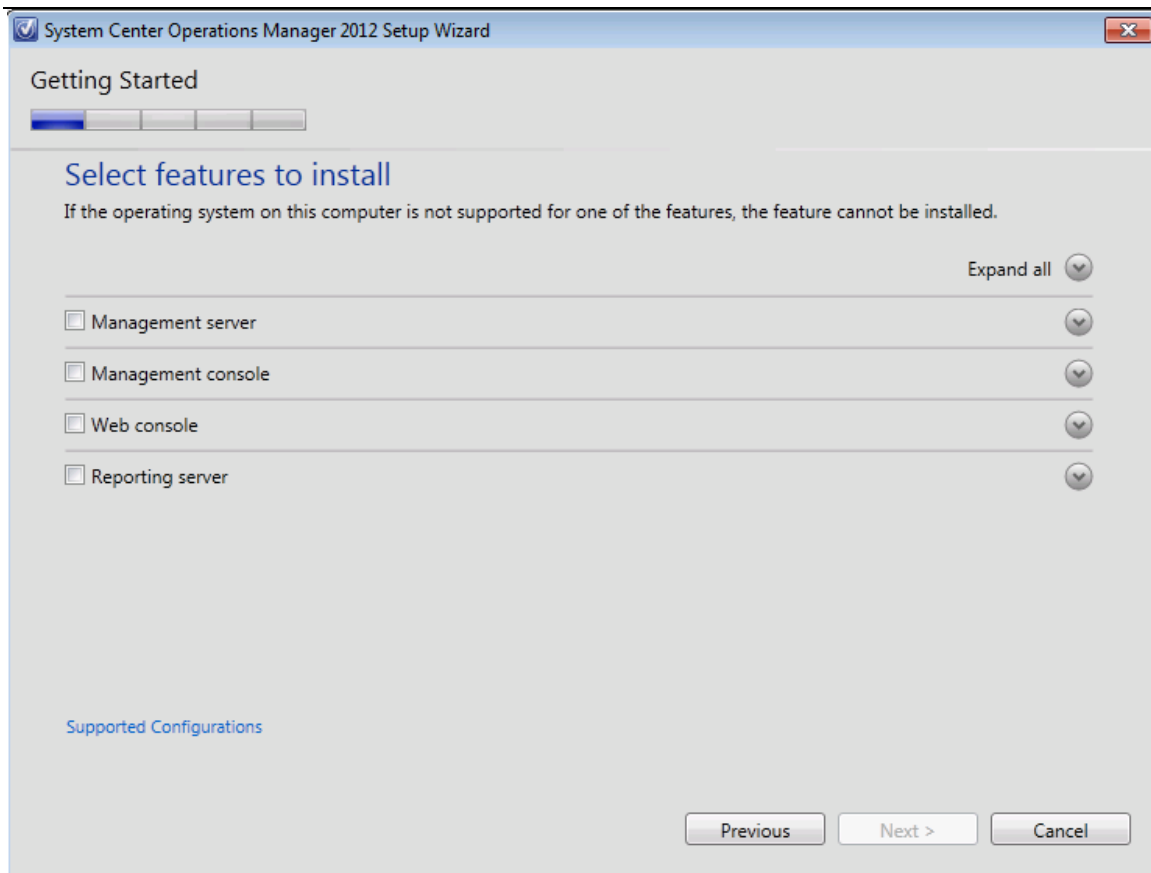 System Center Operations Manager 2012 Setup Wizard
Getting Started
Select features to install
If the operating system on this computer is not supported for one of the features, the feature cannot be installed.
Expand all
Management server
Management console
Web console
Reporting server
Supported Configurations
Previous
Next >
Cancel